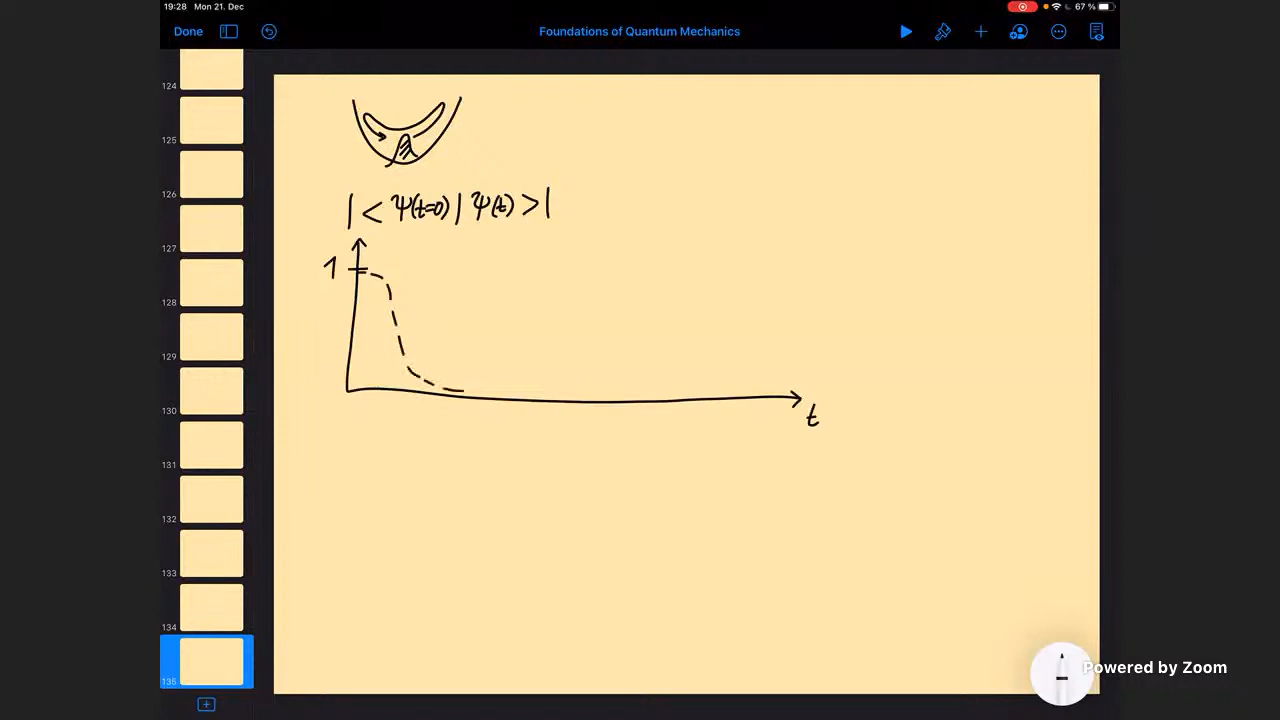 19:28 Mon 21. Dec
67 %
Done
Foundations of Quantum Mechanics
124
125
126
127
128
129
130
131
132
133
134
135
|< Ψ(t=0) | Ψ(t) >|
1
t
Powered by Zoom